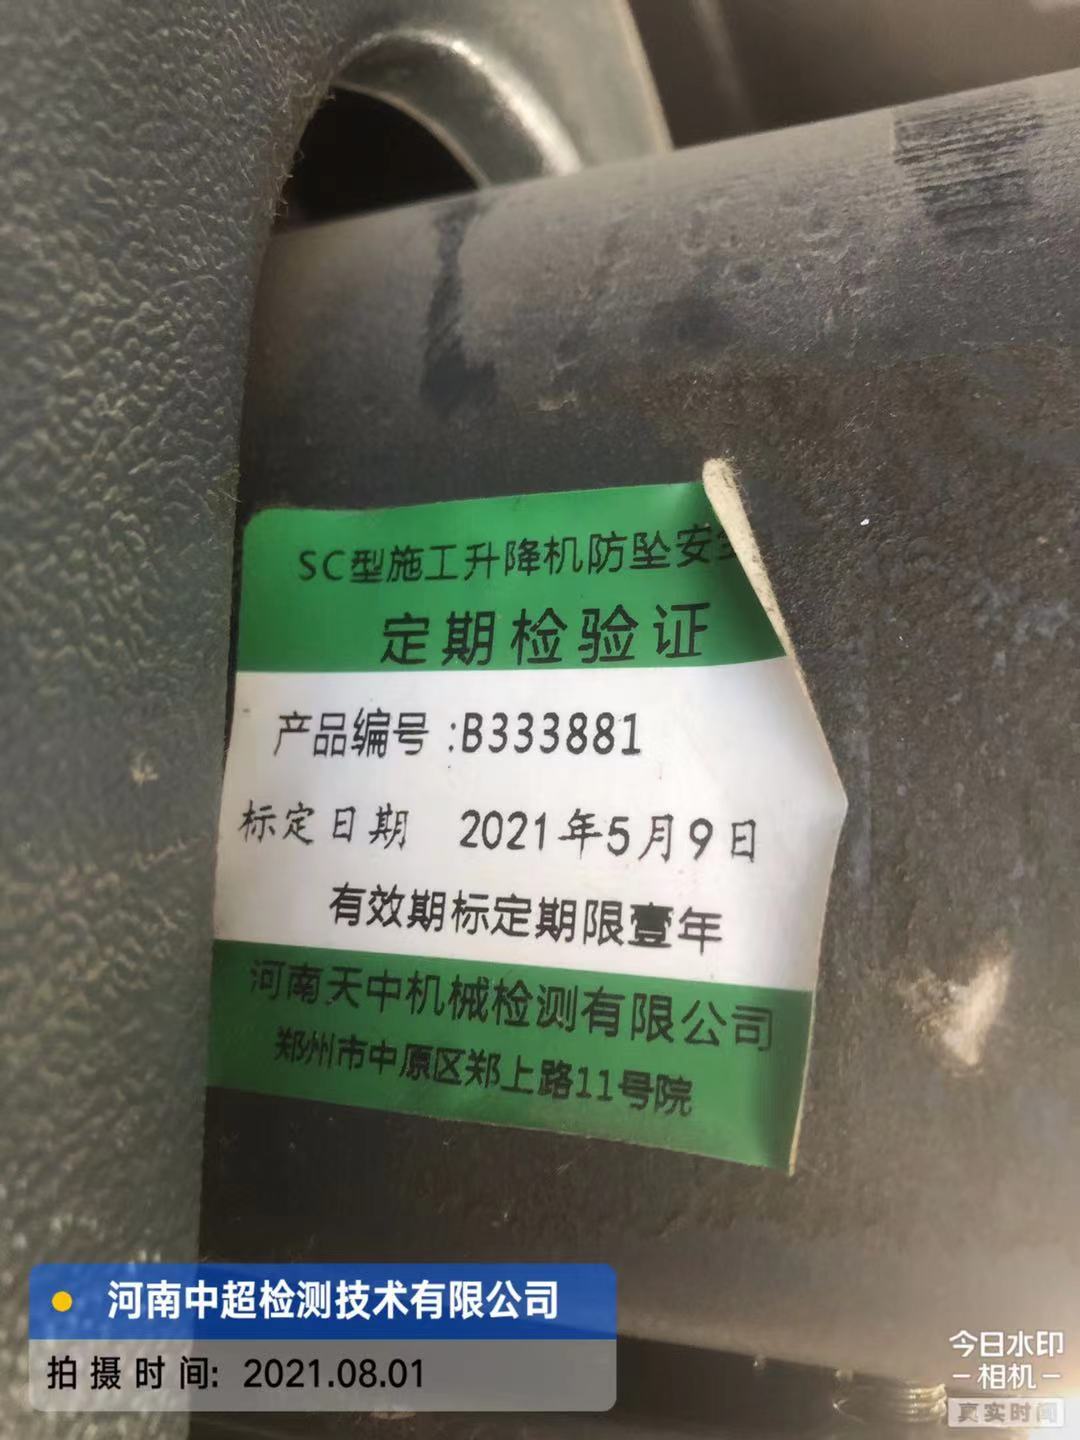 SC型施工升降机防坠安
定期检验证
产品编号:B333881
标定日期 2021年5月9日
有效期标定期限壹年
河南天中机械检测有限公司
郑州市中原区郑上路11号院
河南中超检测技术有限公司
拍摄时间: 2021.08.01
今日水印
-相机-
真实时间